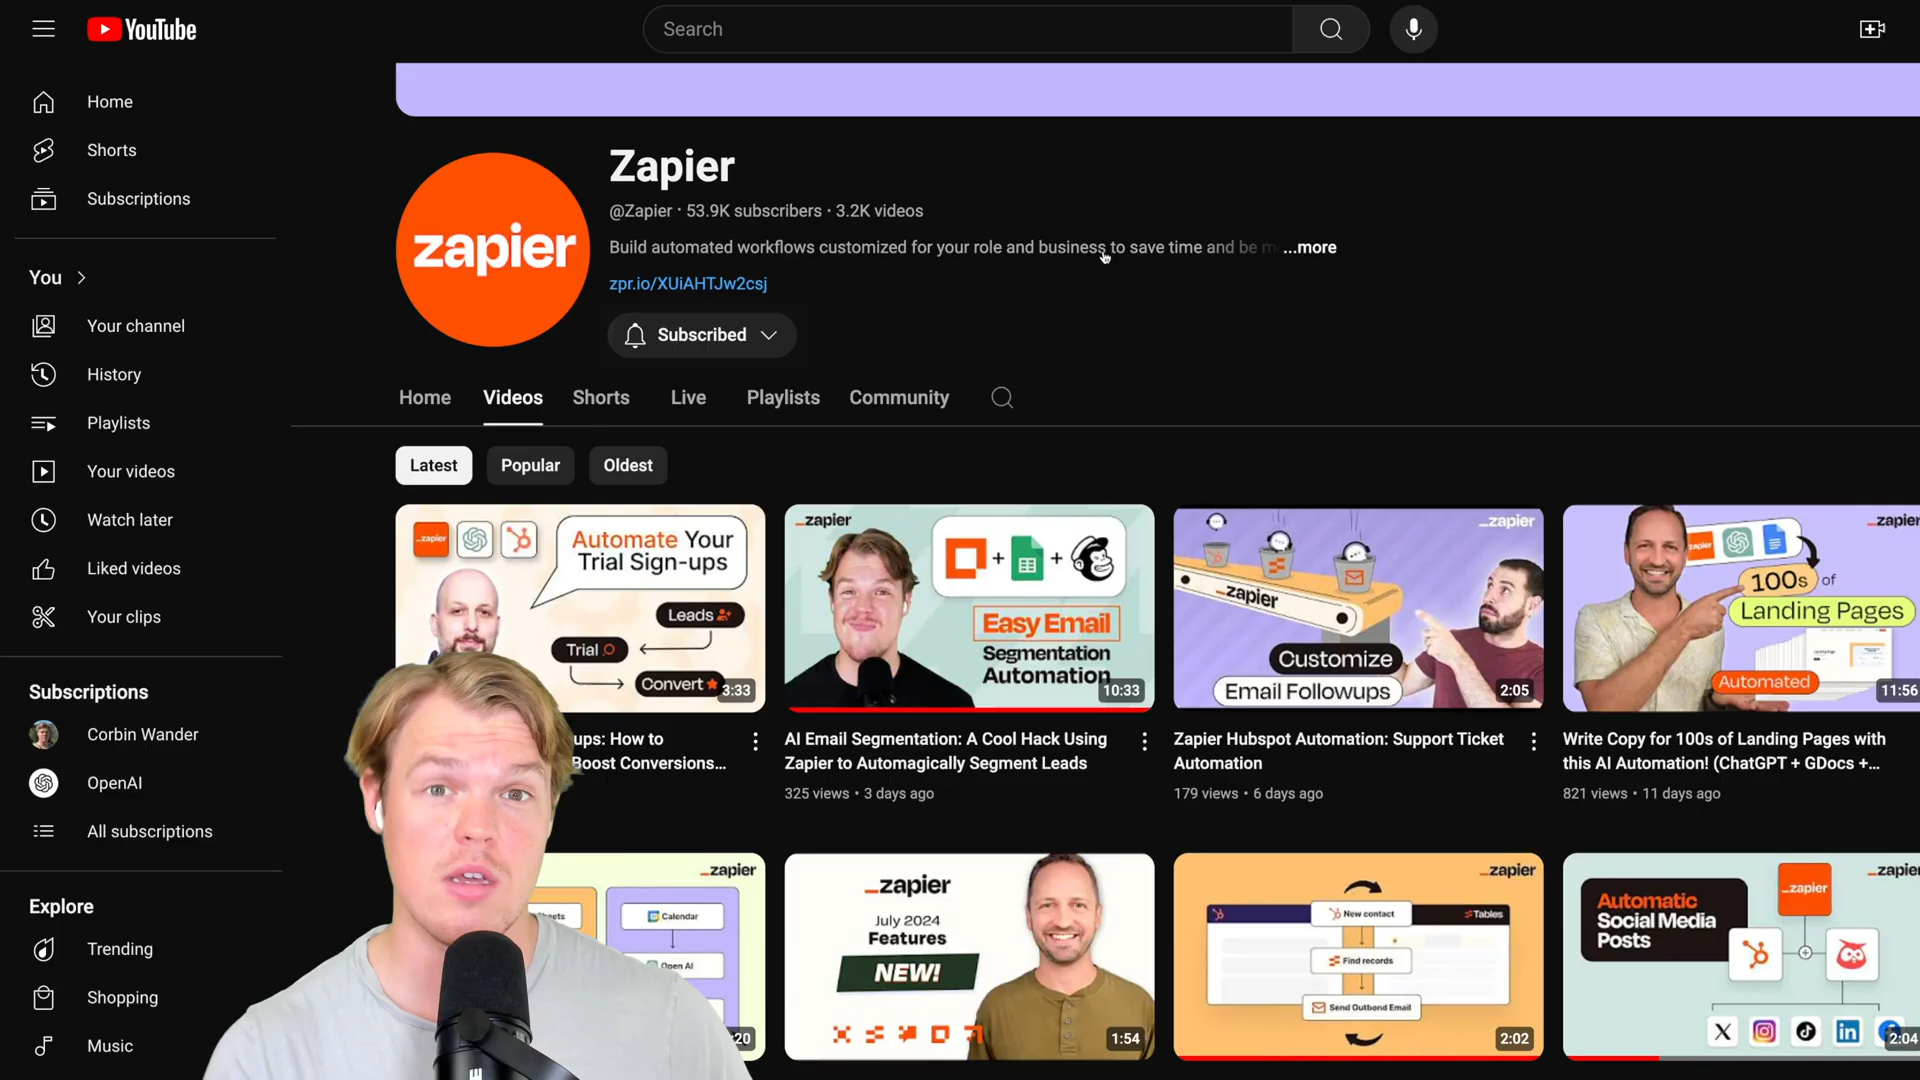 YouTube
Search
Home
Shorts
Subscriptions
You
Your channel
History
Playlists
Your videos
Watch later
Liked videos
Your clips
Subscriptions
Corbin Wander
OpenAI
All subscriptions
Explore
Trending
Shopping
Music
zapier
Zapier
@Zapier · 53.9K subscribers · 3.2K videos
Build automated workflows customized for your role and business to save time and be ...more
zpr.io/XUiAHTJw2csj
Subscribed
Home Videos Shorts Live Playlists Community
Latest Popular Oldest
zapier
Automate Your
Trial Sign-ups
Leads
Trial
Convert
3:33
ups: How to
Boost Conversions...
zapier
Easy Email
Segmentation
Automation
10:33
AI Email Segmentation: A Cool Hack Using
Zapier to Automagically Segment Leads
325 views • 3 days ago
zapier
zapier
Customize
Email Followups
2:05
Zapier Hubspot Automation: Support Ticket
Automation
179 views • 6 days ago
zapier
zapier
100s of
Landing Pages
Automated
11:56
Write Copy for 100s of Landing Pages with
this AI Automation! (ChatGPT + GDocs +...
821 views • 11 days ago
zapier
heets
Calendar
Open AI
20
zapier
July 2024
Features
NEW!
1:54
zapier
New contact
Tables
Find records
Send Outbond Email
2:02
zapier
Automatic
Social Media
Posts
zapier
2:04